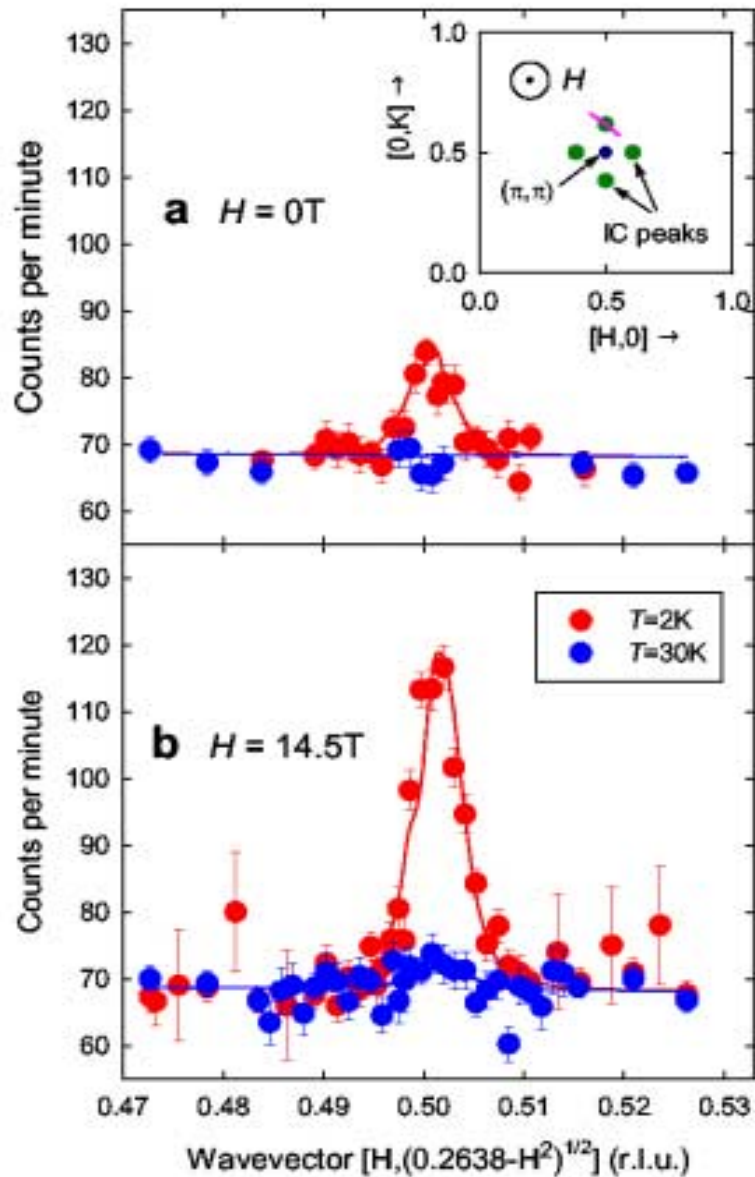 130
120
110
100
90
80
70
60
Counts per minute
a H = 0T
1.0
0.5
0.0
[0,K] →
H
(π,π)
IC peaks
0.0 0.5 1.0
[H,0] →
130
120
110
100
90
80
70
60
Counts per minute
b H = 14.5T
T=2K
T=30K
0.47 0.48 0.49 0.50 0.51 0.52 0.53
Wavevector [H,(0.2638-H²)^1/2] (r.l.u.)